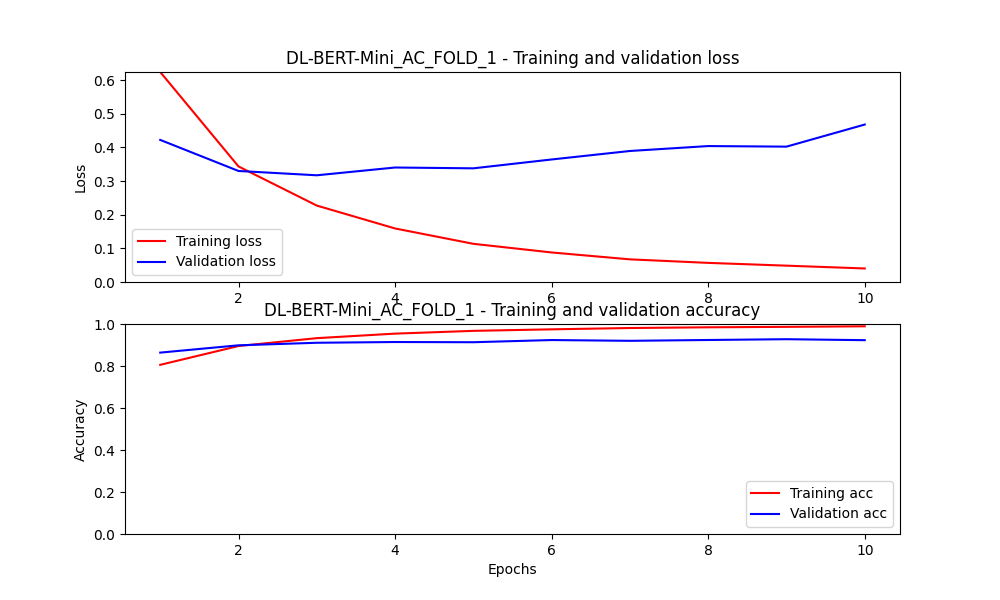 DL-BERT-Mini_AC_FOLD_1 - Training and validation loss
0.6
0.5
0.4
0.3
0.2
0.1
0.0
Loss
Training loss
Validation loss
2 4 6 8 10
DL-BERT-Mini_AC_FOLD_1 - Training and validation accuracy
1.0
0.8
0.6
0.4
0.2
0.0
Accuracy
Training acc
Validation acc
2 4 6 8 10
Epochs